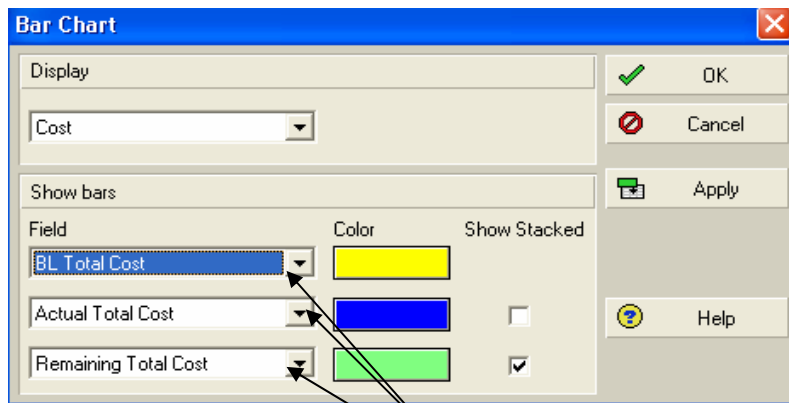 Bar Chart
Display
OK
Cost
Cancel
Show bars
Apply
Field Color Show Stacked
BL Total Cost
Actual Total Cost
Help
Remaining Total Cost